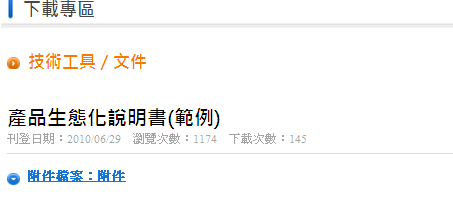 下載專區
技術工具 / 文件
產品生態化說明書(範例)
刊登日期：2010/06/29 瀏覽次數：1174 下載次數：145
附件檔案：附件